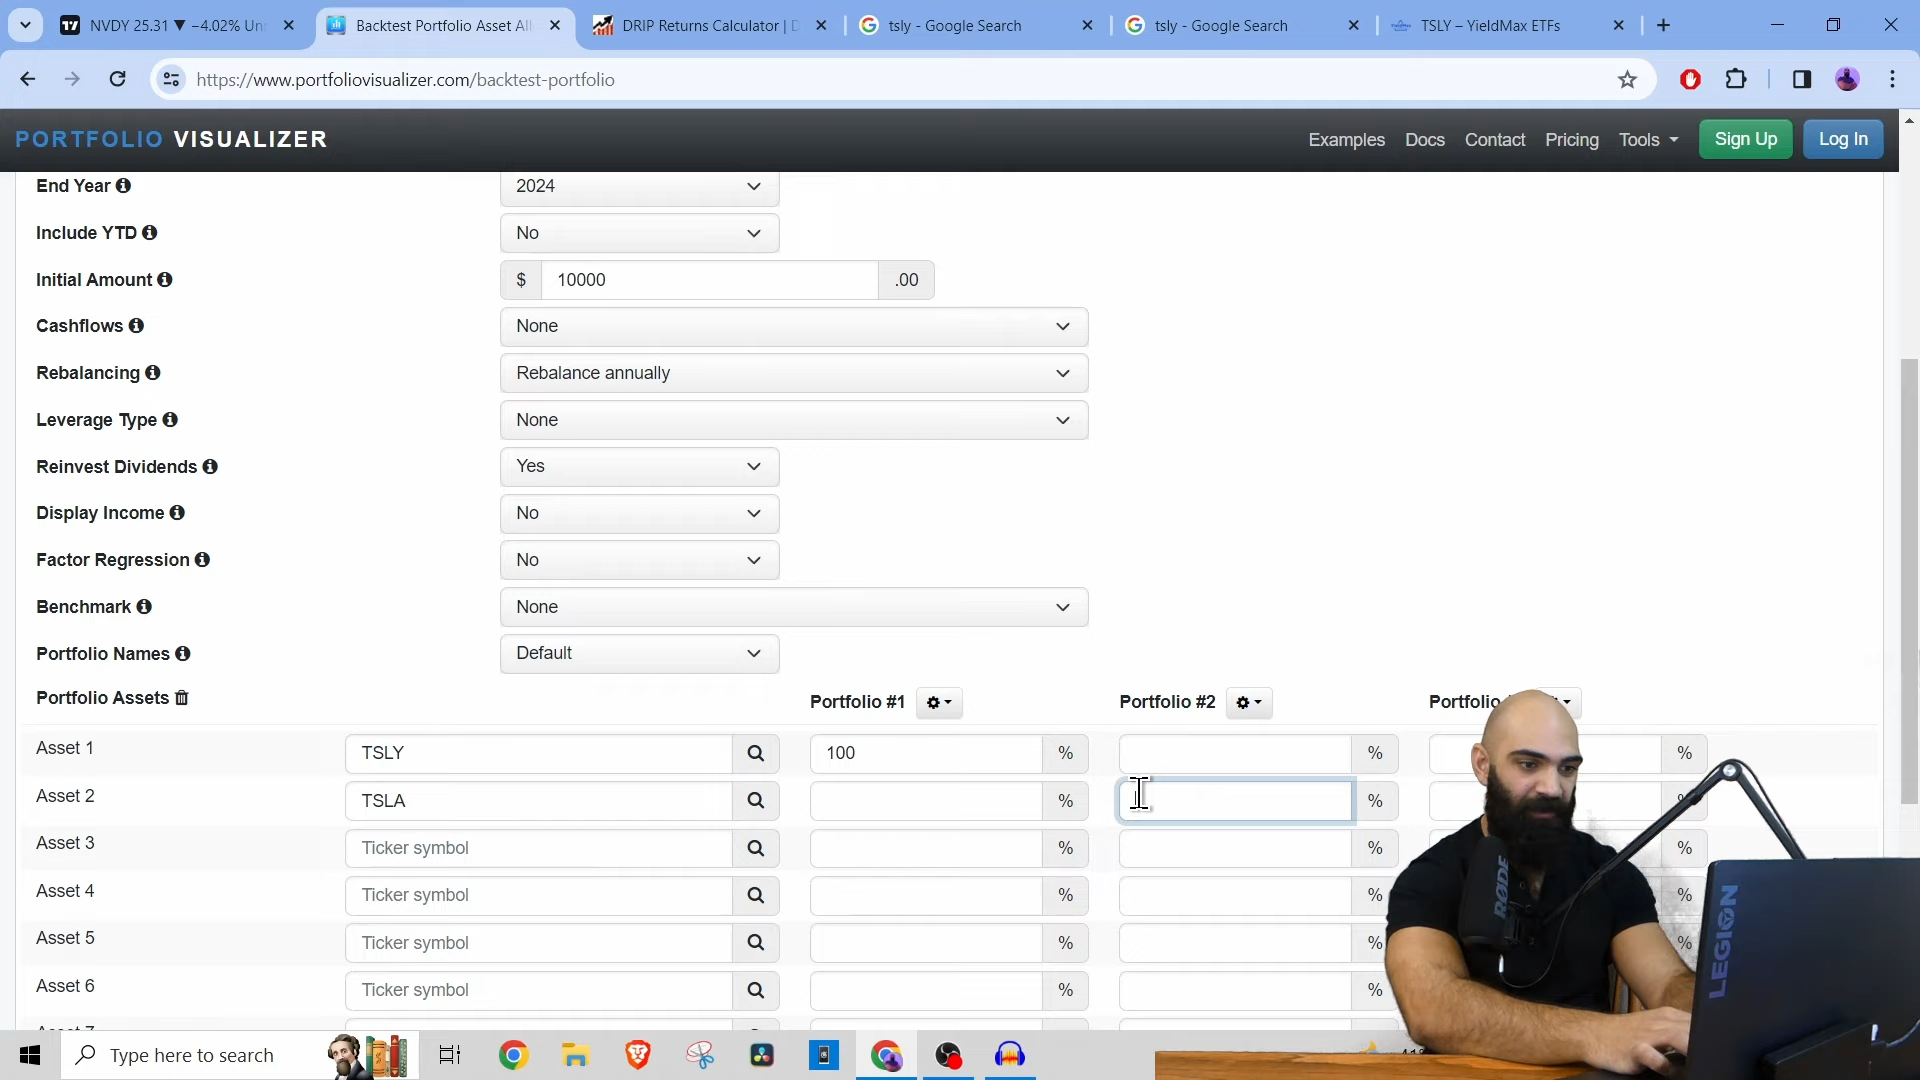 NVDY 25.31 ▼ −4.02% Un
Backtest Portfolio Asset All
DRIP Returns Calculator | D
tsly - Google Search
tsly - Google Search
TSLY – YieldMax ETFs
https://www.portfoliovisualizer.com/backtest-portfolio
PORTFOLIO VISUALIZER
Examples Docs Contact Pricing Tools Sign Up Log In
End Year 2024
Include YTD No
Initial Amount $ 10000 .00
Cashflows None
Rebalancing Rebalance annually
Leverage Type None
Reinvest Dividends Yes
Display Income No
Factor Regression No
Benchmark None
Portfolio Names Default
Portfolio Assets Portfolio #1 Portfolio #2 Portfolio
Asset 1 TSLY 100 % % %
Asset 2 TSLA % % %
Asset 3 Ticker symbol % % %
Asset 4 Ticker symbol % % %
Asset 5 Ticker symbol % % %
Asset 6 Ticker symbol % %
RØDE
LEGION
Type here to search